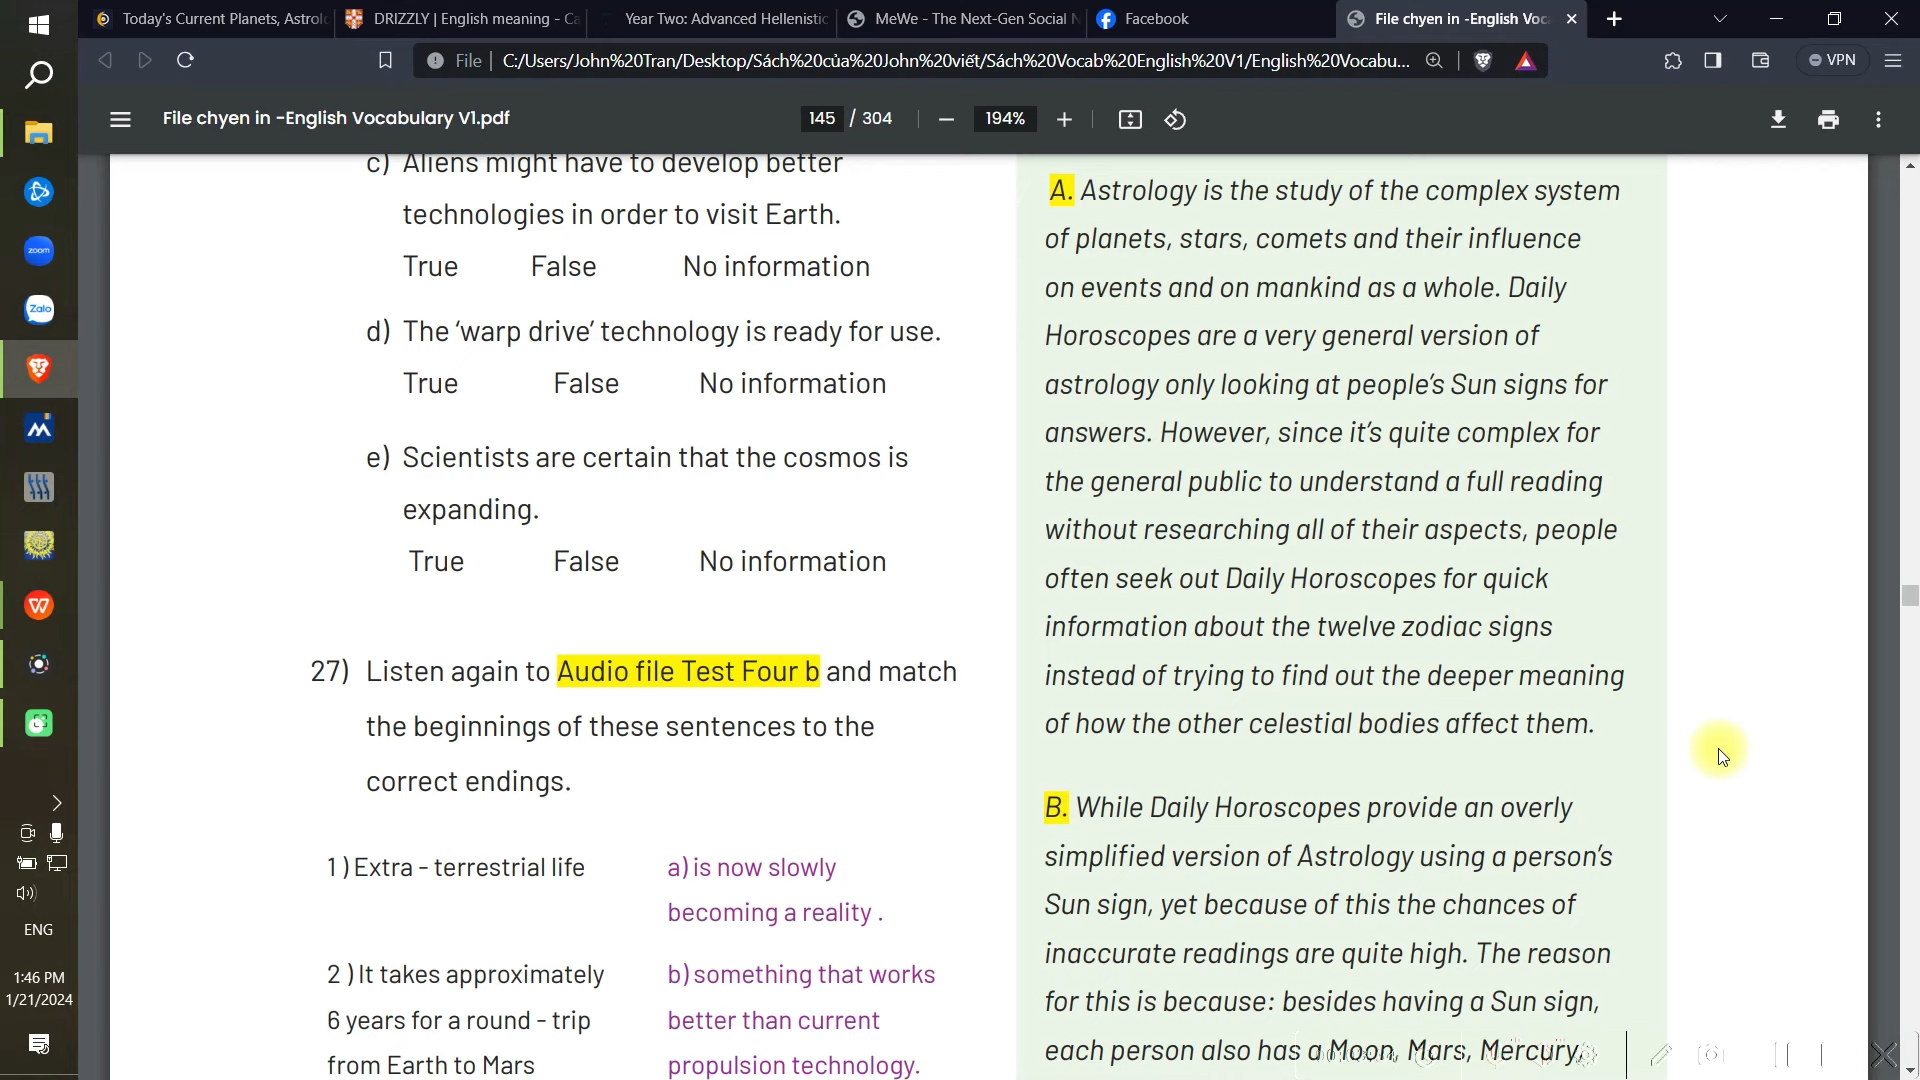 Today's Current Planets, Astrolo
DRIZZLY | English meaning - Ca
Year Two: Advanced Hellenistic
MeWe - The Next-Gen Social N
Facebook
File chyen in -English Voc
File
C:/Users/John%20Tran/Desktop/Sách%20của%20John%20viết/Sách%20Vocab%20English%20V1/English%20Vocabu...
VPN
File chyen in -English Vocabulary V1.pdf
145 / 304
194%
c) Aliens might have to develop better
technologies in order to visit Earth.
True False No information
d) The ‘warp drive’ technology is ready for use.
True False No information
e) Scientists are certain that the cosmos is
expanding.
True False No information
27) Listen again to Audio file Test Four b and match
the beginnings of these sentences to the
correct endings.
1 ) Extra - terrestrial life
a) is now slowly
becoming a reality .
2 ) It takes approximately
6 years for a round - trip
from Earth to Mars
b) something that works
better than current
propulsion technology.
A. Astrology is the study of the complex system
of planets, stars, comets and their influence
on events and on mankind as a whole. Daily
Horoscopes are a very general version of
astrology only looking at people's Sun signs for
answers. However, since it's quite complex for
the general public to understand a full reading
without researching all of their aspects, people
often seek out Daily Horoscopes for quick
information about the twelve zodiac signs
instead of trying to find out the deeper meaning
of how the other celestial bodies affect them.
B. While Daily Horoscopes provide an overly
simplified version of Astrology using a person's
Sun sign, yet because of this the chances of
inaccurate readings are quite high. The reason
for this is because: besides having a Sun sign,
each person also has a Moon, Mars, Mercury,
zoom
Zalo
ENG
1:46 PM
1/21/2024